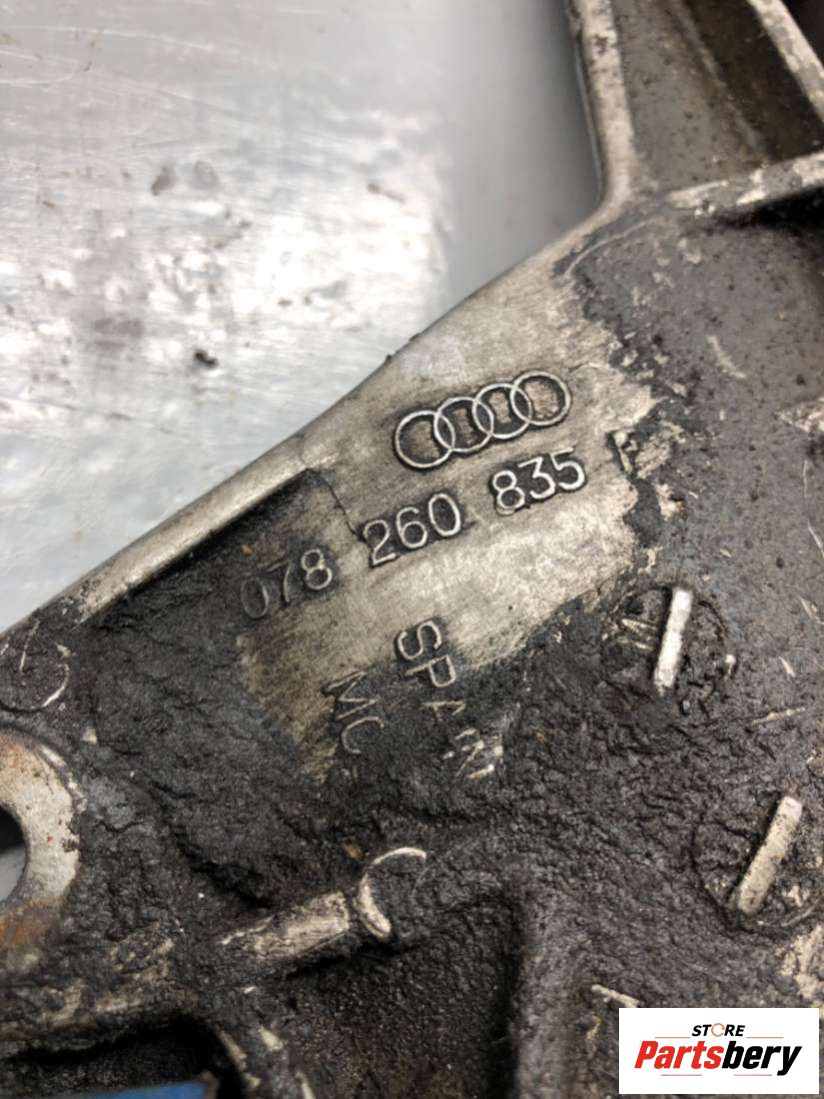 078 260 835
SPAIN
MC
STORE
Partsbery